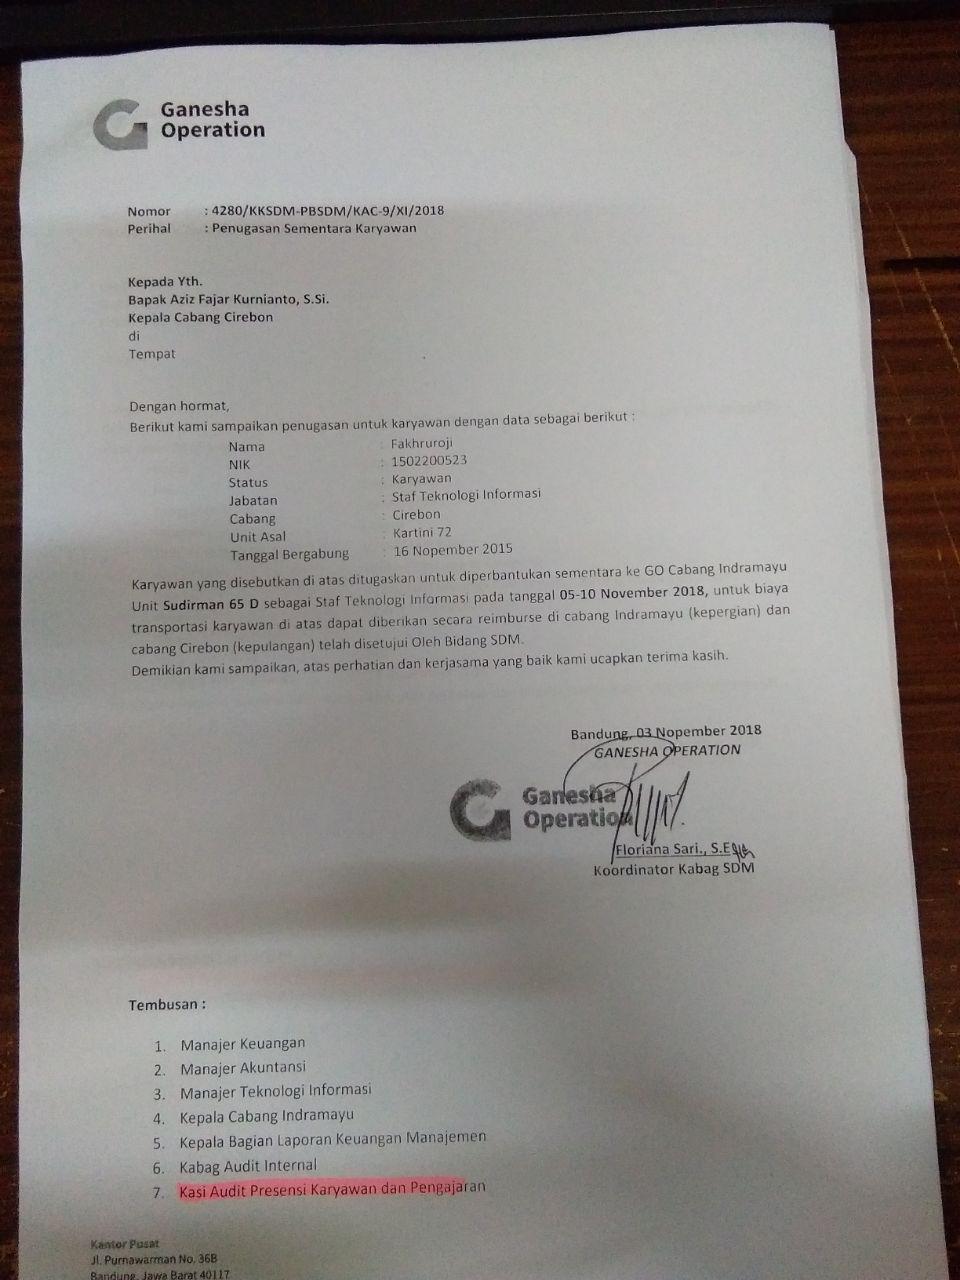 Ganesha
Operation
Nomor : 4280/KKSDM-PBSDM/KAC-9/XI/2018
Perihal : Penugasan Sementara Karyawan
Kepada Yth.
Bapak Aziz Fajar Kurnianto, S.Si.
Kepala Cabang Cirebon
di
Tempat
Dengan hormat,
Berikut kami sampaikan penugasan untuk karyawan dengan data sebagai berikut :
Nama : Fakhruroji
NIK : 1502200523
Status : Karyawan
Jabatan : Staf Teknologi Informasi
Cabang : Cirebon
Unit Asal : Kartini 72
Tanggal Bergabung : 16 Nopember 2015
Karyawan yang disebutkan di atas ditugaskan untuk diperbantukan sementara ke GO Cabang Indramayu
Unit Sudirman 65 D sebagai Staf Teknologi Informasi pada tanggal 05-10 November 2018, untuk biaya
transportasi karyawan di atas dapat diberikan secara reimburse di cabang Indramayu (kepergian) dan
cabang Cirebon (kepulangan) telah disetujui Oleh Bidang SDM.
Demikian kami sampaikan, atas perhatian dan kerjasama yang baik kami ucapkan terima kasih.
Bandung, 03 Nopember 2018
GANESHA OPERATION
Ganesha
Operation
Floriana Sari., S.E
Koordinator Kabag SDM
Tembusan :
1. Manajer Keuangan
2. Manajer Akuntansi
3. Manajer Teknologi Informasi
4. Kepala Cabang Indramayu
5. Kepala Bagian Laporan Keuangan Manajemen
6. Kabag Audit Internal
7. Kasi Audit Presensi Karyawan dan Pengajaran
Kantor Pusat
Jl. Purnawarman No. 36B
Bandung, Jawa Barat 40117